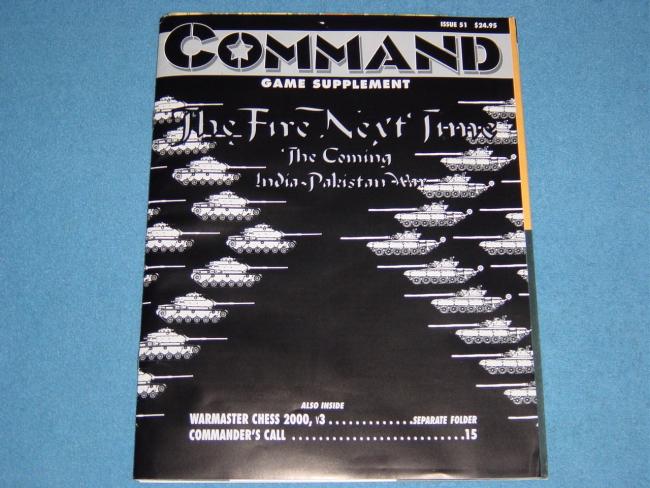 ISSUE 51 $24.95
COMMAND
GAME SUPPLEMENT
The Fire Next Time
The Coming
India-Pakistan War
ALSO INSIDE
WARMASTER CHESS 2000, v3 . . . . . . . . . . . . . SEPARATE FOLDER
COMMANDER'S CALL . . . . . . . . . . . . . . . . . . . . . . . . . . 15